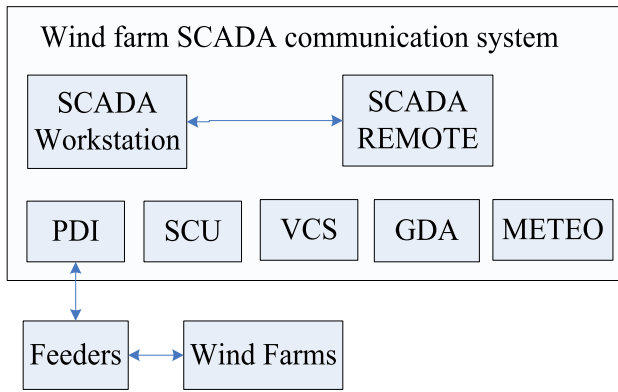 Wind farm SCADA communication system
SCADA
Workstation
SCADA
REMOTE
PDI
SCU
VCS
GDA
METEO
Feeders
Wind Farms